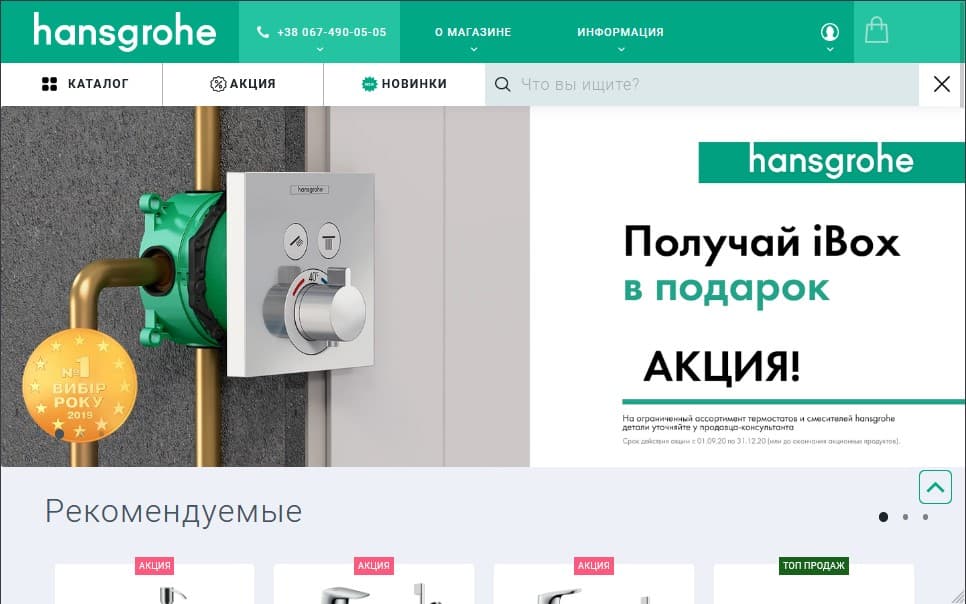 hansgrohe
+38 067-490-05-05
О МАГАЗИНЕ
ИНФОРМАЦИЯ
КАТАЛОГ
АКЦИЯ
НОВИНКИ
Что вы ищите?
hansgrohe
hansgrohe
40°
Получай iBox
в подарок
АКЦИЯ!
На ограниченный ассортимент термостатов и смесителей hansgrohe
детали уточняйте у продавца-консультанта
Срок действия акции с 01.09.20 по 31.12.20 (или до окончания акционных продуктов).
№1
ВИБІР
РОКУ
2019
Рекомендуемые
АКЦИЯ
АКЦИЯ
АКЦИЯ
ТОП ПРОДАЖ